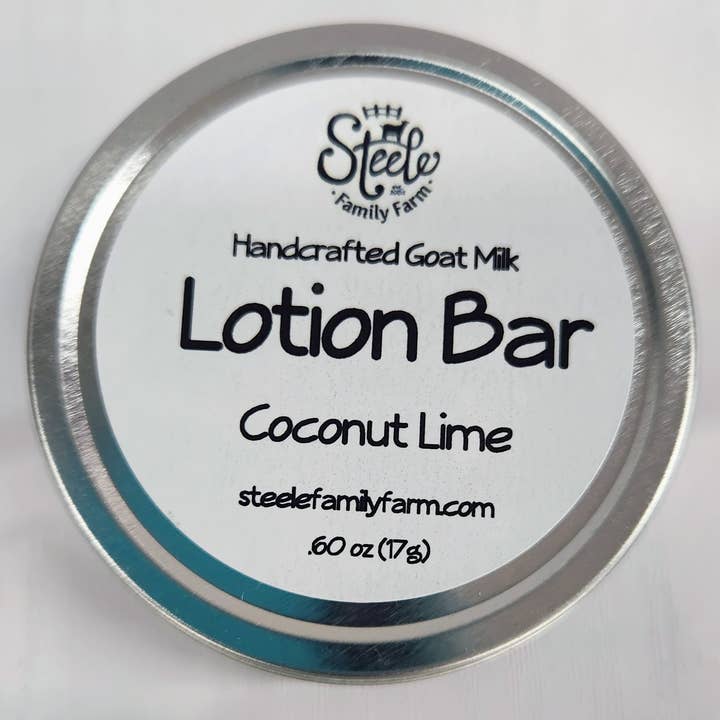 Steele
Family Farm
Handcrafted Goat Milk
Lotion Bar
Coconut Lime
steelefamilyfarm.com
.60 oz (17g)